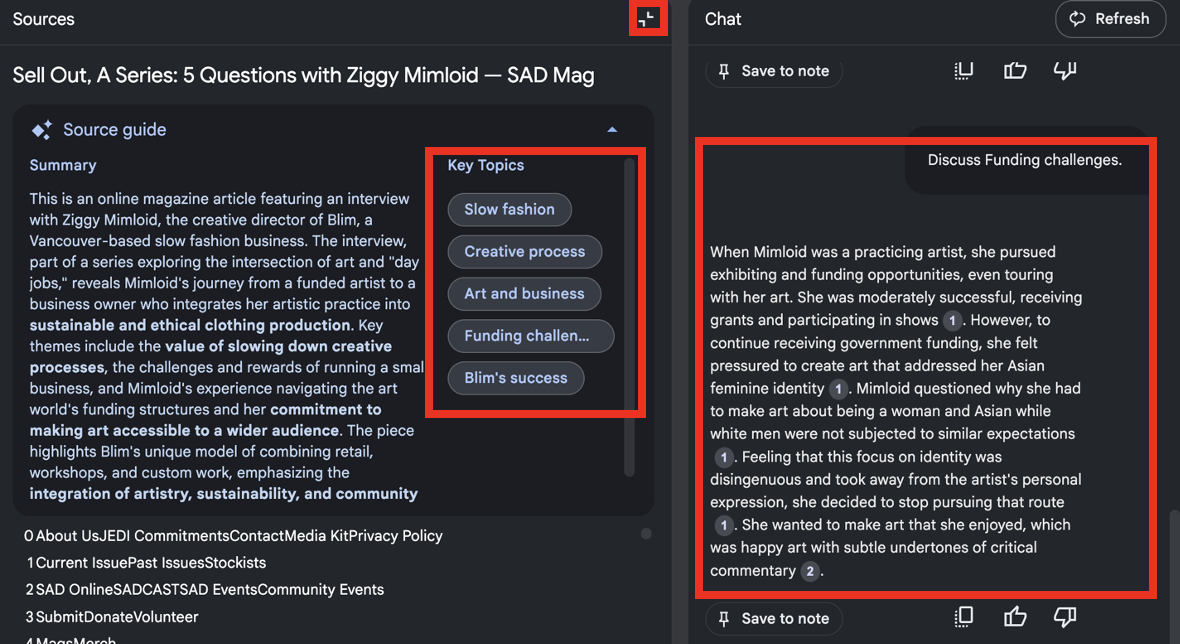 Sources
Sell Out, A Series: 5 Questions with Ziggy Mimloid — SAD Mag
Source guide
Summary
This is an online magazine article featuring an interview
with Ziggy Mimloid, the creative director of Blim, a
Vancouver-based slow fashion business. The interview,
part of a series exploring the intersection of art and "day
jobs," reveals Mimloid's journey from a funded artist to a
business owner who integrates her artistic practice into
sustainable and ethical clothing production. Key
themes include the value of slowing down creative
processes, the challenges and rewards of running a smal
business, and Mimloid's experience navigating the art
world's funding structures and her commitment to
making art accessible to a wider audience. The piece
highlights Blim's unique model of combining retail,
workshops, and custom work, emphasizing the
integration of artistry, sustainability, and community
Key Topics
Slow fashion
Creative process
Art and business
Funding challen...
Blim's success
0 About UsJEDI CommitmentsContactMedia KitPrivacy Policy
1 Current IssuePast IssuesStockists
2 SAD OnlineSADCASTSAD EventsCommunity Events
3 SubmitDonateVolunteer
4 MagsMerch
Chat
Refresh
Save to note
Discuss Funding challenges.
When Mimloid was a practicing artist, she pursued
exhibiting and funding opportunities, even touring
with her art. She was moderately successful, receiving
grants and participating in shows 1. However, to
continue receiving government funding, she felt
pressured to create art that addressed her Asian
feminine identity 1. Mimloid questioned why she had
to make art about being a woman and Asian while
white men were not subjected to similar expectations
1. Feeling that this focus on identity was
disingenuous and took away from the artist's personal
expression, she decided to stop pursuing that route
1. She wanted to make art that she enjoyed, which
was happy art with subtle undertones of critical
commentary 2.
Save to note